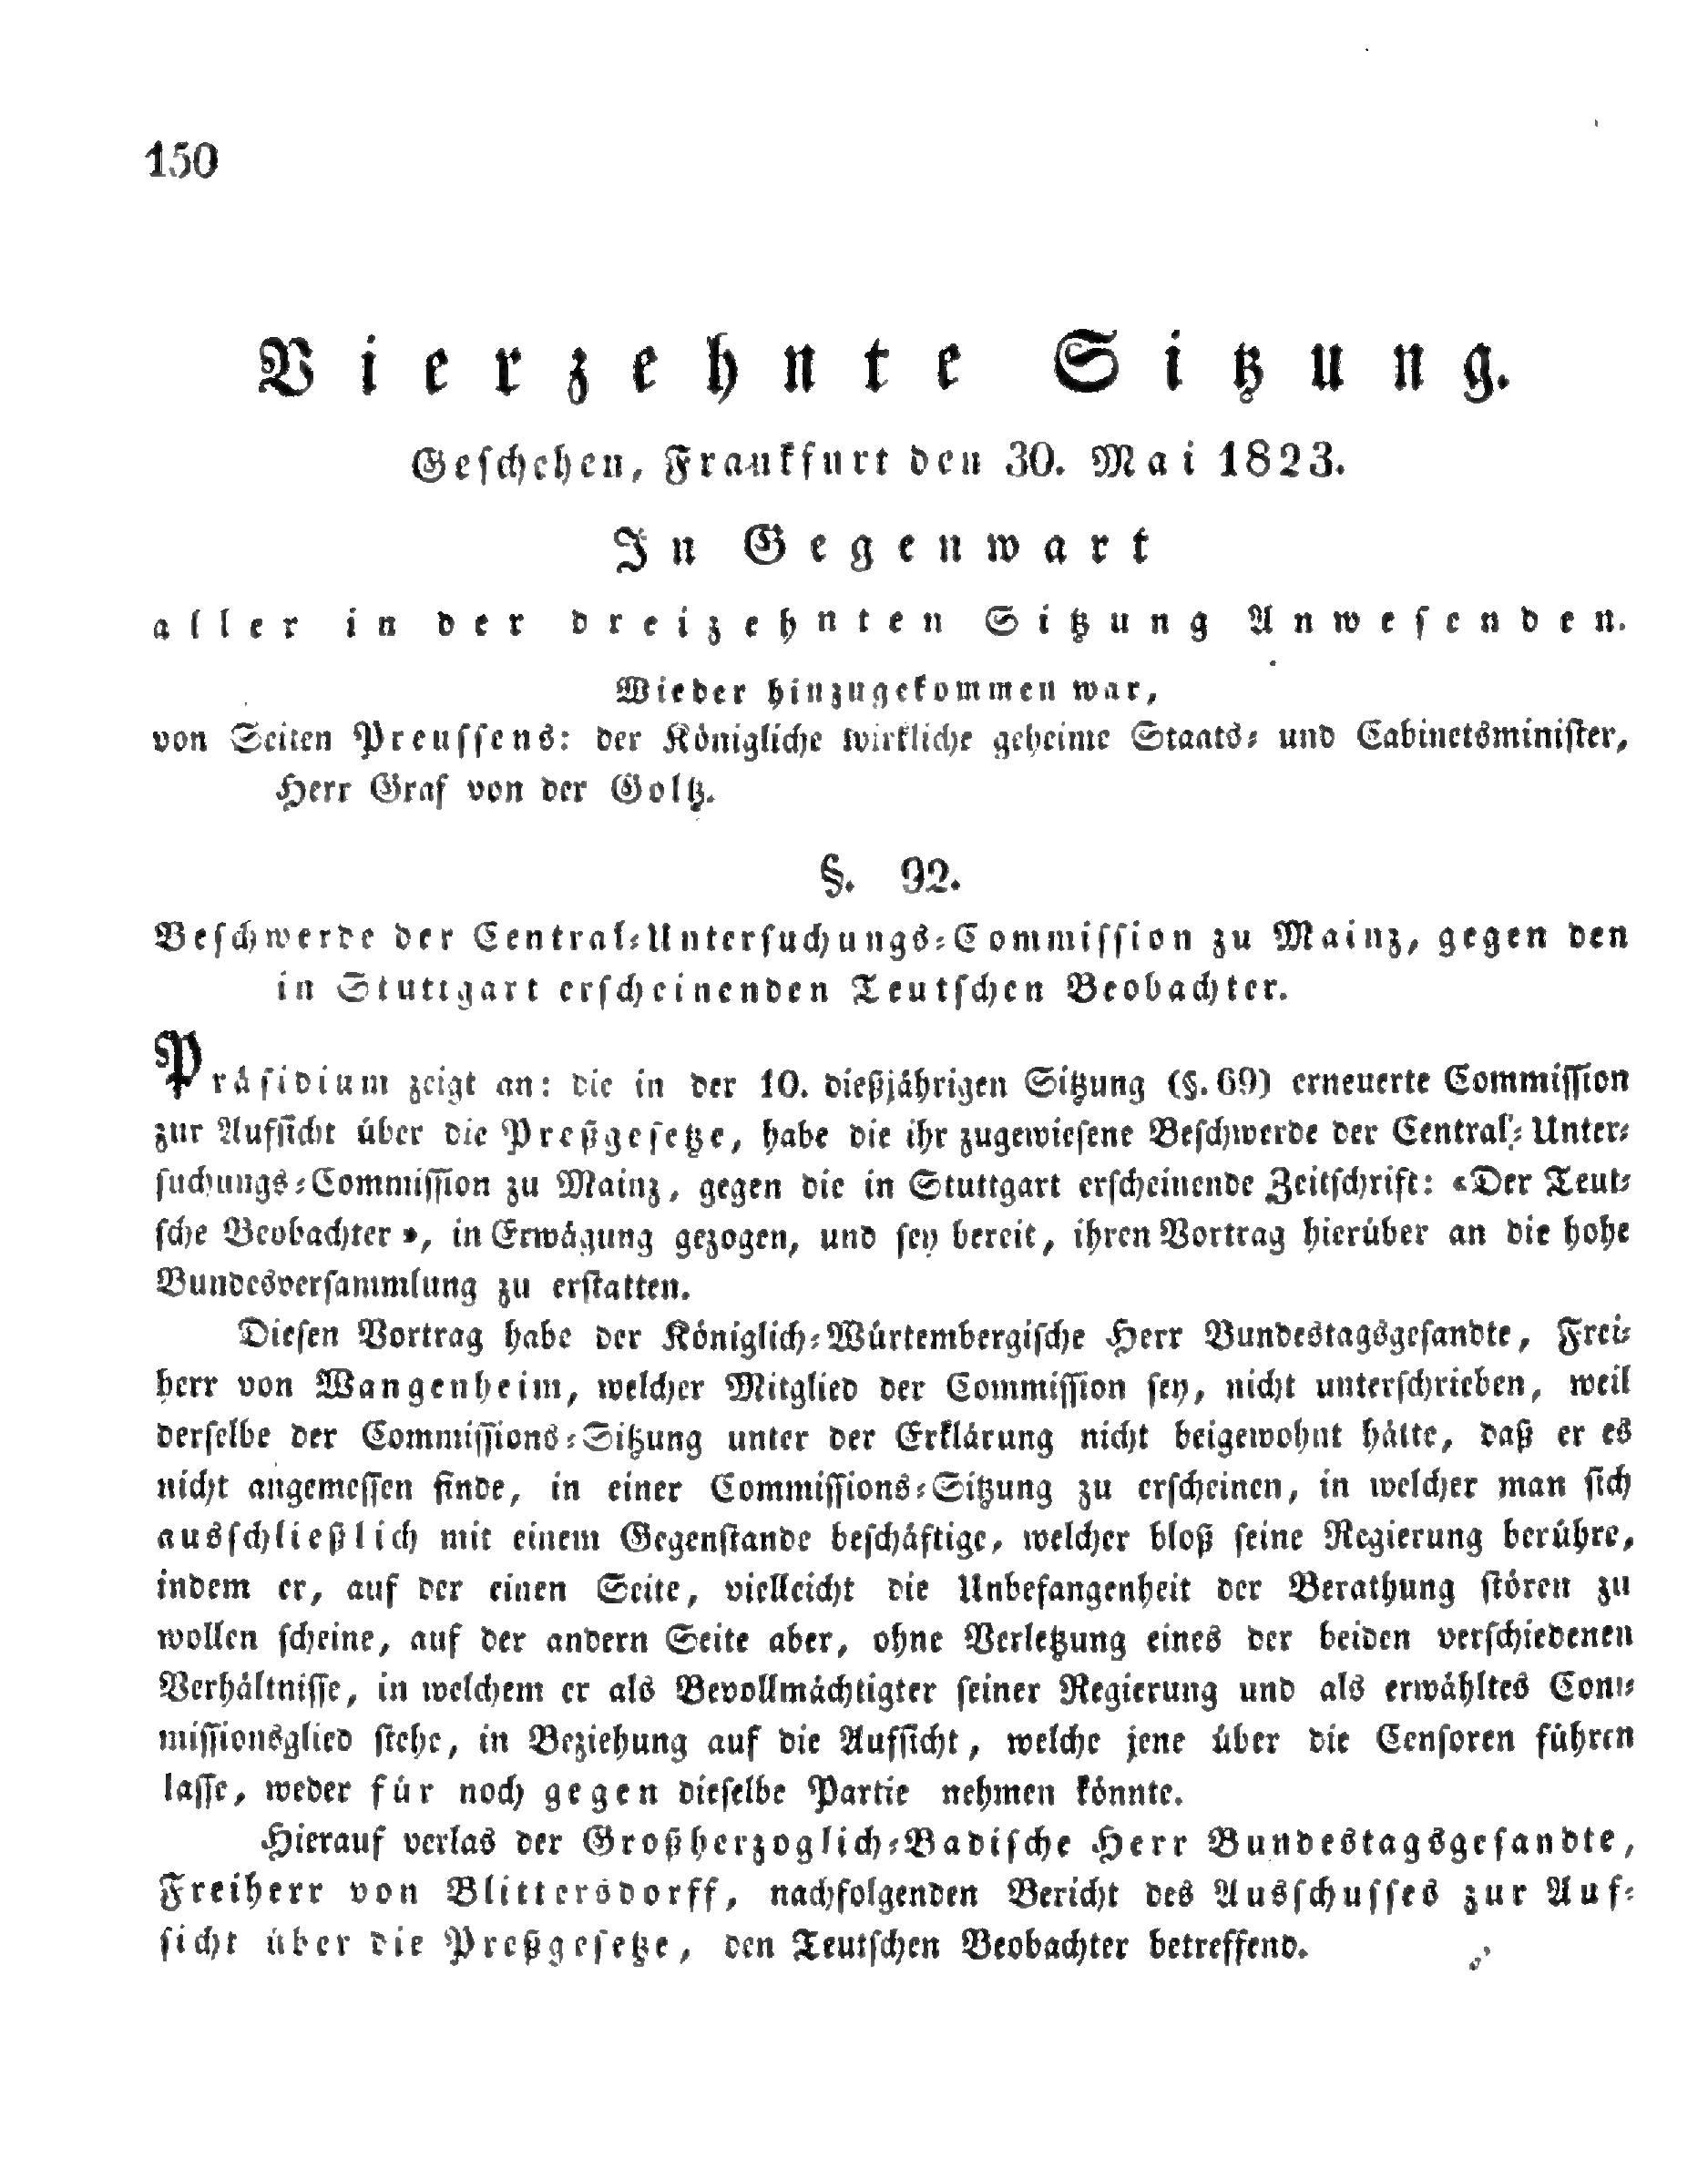 150
Vierzehnte Sitzung.
Geschehen, Frankfurt den 30. Mai 1823.
In Gegenwart
aller in der dreizehnten Sitzung Anwesenden.
Wieder hinzugekommen war,
von Seiten Preussens: der Königliche wirkliche geheime Staats- und Cabinetsminister,
Herr Graf von der Goltz.
§. 92.
Beschwerde der Central-Untersuchungs-Commission zu Mainz, gegen den
in Stuttgart erscheinenden Teutschen Beobachter.
Präsidium zeigt an: die in der 10. dießjährigen Sitzung (§. 69) erneuerte Commission
zur Aufsicht über die Preßgesetze, habe die ihr zugewiesene Beschwerde der Central-Unter-
suchungs-Commission zu Mainz, gegen die in Stuttgart erscheinende Zeitschrift: «Der Teut-
sche Beobachter», in Erwägung gezogen, und sey bereit, ihren Vortrag hierüber an die hohe
Bundesversammlung zu erstatten.
Diesen Vortrag habe der Königlich-Würtembergische Herr Bundestagsgesandte, Frei-
herr von Wangenheim, welcher Mitglied der Commission sey, nicht unterschrieben, weil
derselbe der Commissions-Sitzung unter der Erklärung nicht beigewohnt hätte, daß er es
nicht angemessen finde, in einer Commissions-Sitzung zu erscheinen, in welcher man sich
ausschließlich mit einem Gegenstande beschäftige, welcher bloß seine Regierung berühre,
indem er, auf der einen Seite, vielleicht die Unbefangenheit der Berathung stören zu
wollen scheine, auf der andern Seite aber, ohne Verletzung eines der beiden verschiedenen
Verhältnisse, in welchem er als Bevollmächtigter seiner Regierung und als erwähltes Com-
missionsglied stehe, in Beziehung auf die Aufsicht, welche jene über die Censoren führen
lasse, weder für noch gegen dieselbe Partie nehmen könnte.
Hierauf verlas der Großherzoglich-Badische Herr Bundestagsgesandte,
Freiherr von Blittersdorff, nachfolgenden Bericht des Ausschusses zur Auf-
sicht über die Preßgesetze, den Teutschen Beobachter betreffend.